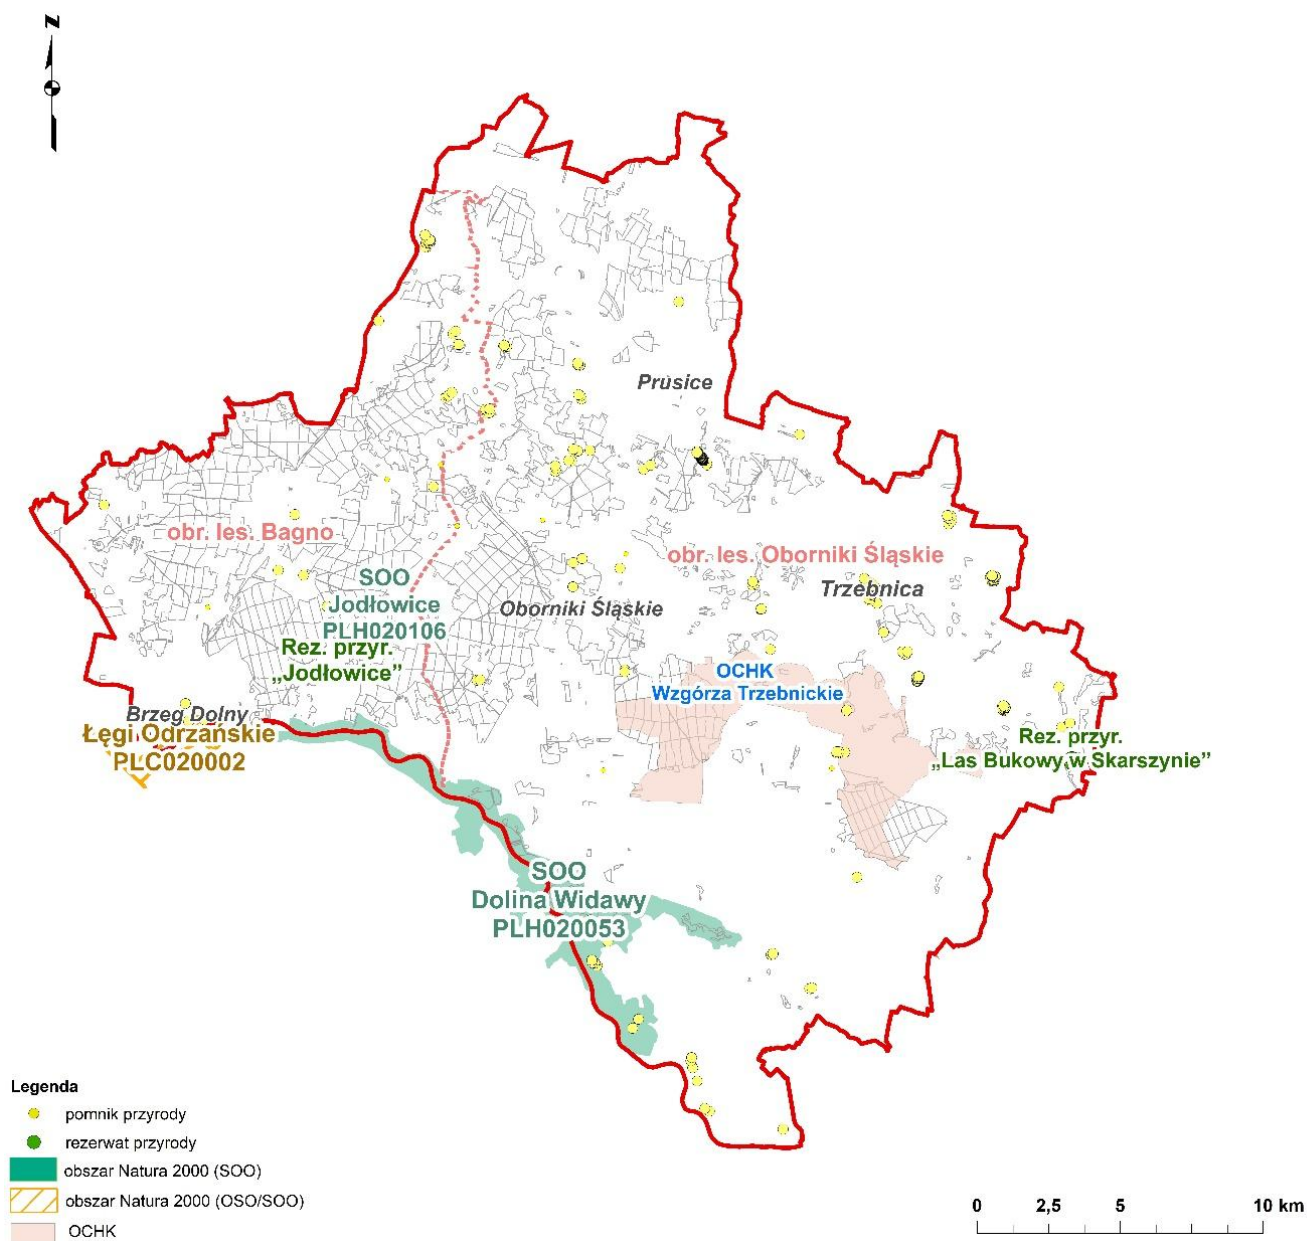 N
Prusice
obr. les. Bagno
obr. les. Oborniki Śląskie
SOO
Jodłowice
PLH020106
Oborniki Śląskie
Trzebnica
Rez. przyr.
„Jodłowice”
OCHK
Wzgórza Trzebnickie
Brzeg Dolny
Łęgi Odrzańskie
PLC020002
Rez. przyr.
„Las Bukowy w Skarszynie”
SOO
Dolina Widawy
PLH020053
Legenda
pomnik przyrody
rezerwat przyrody
obszar Natura 2000 (SOO)
obszar Natura 2000 (OSO/SOO)
OCHK
0 2,5 5 10 km